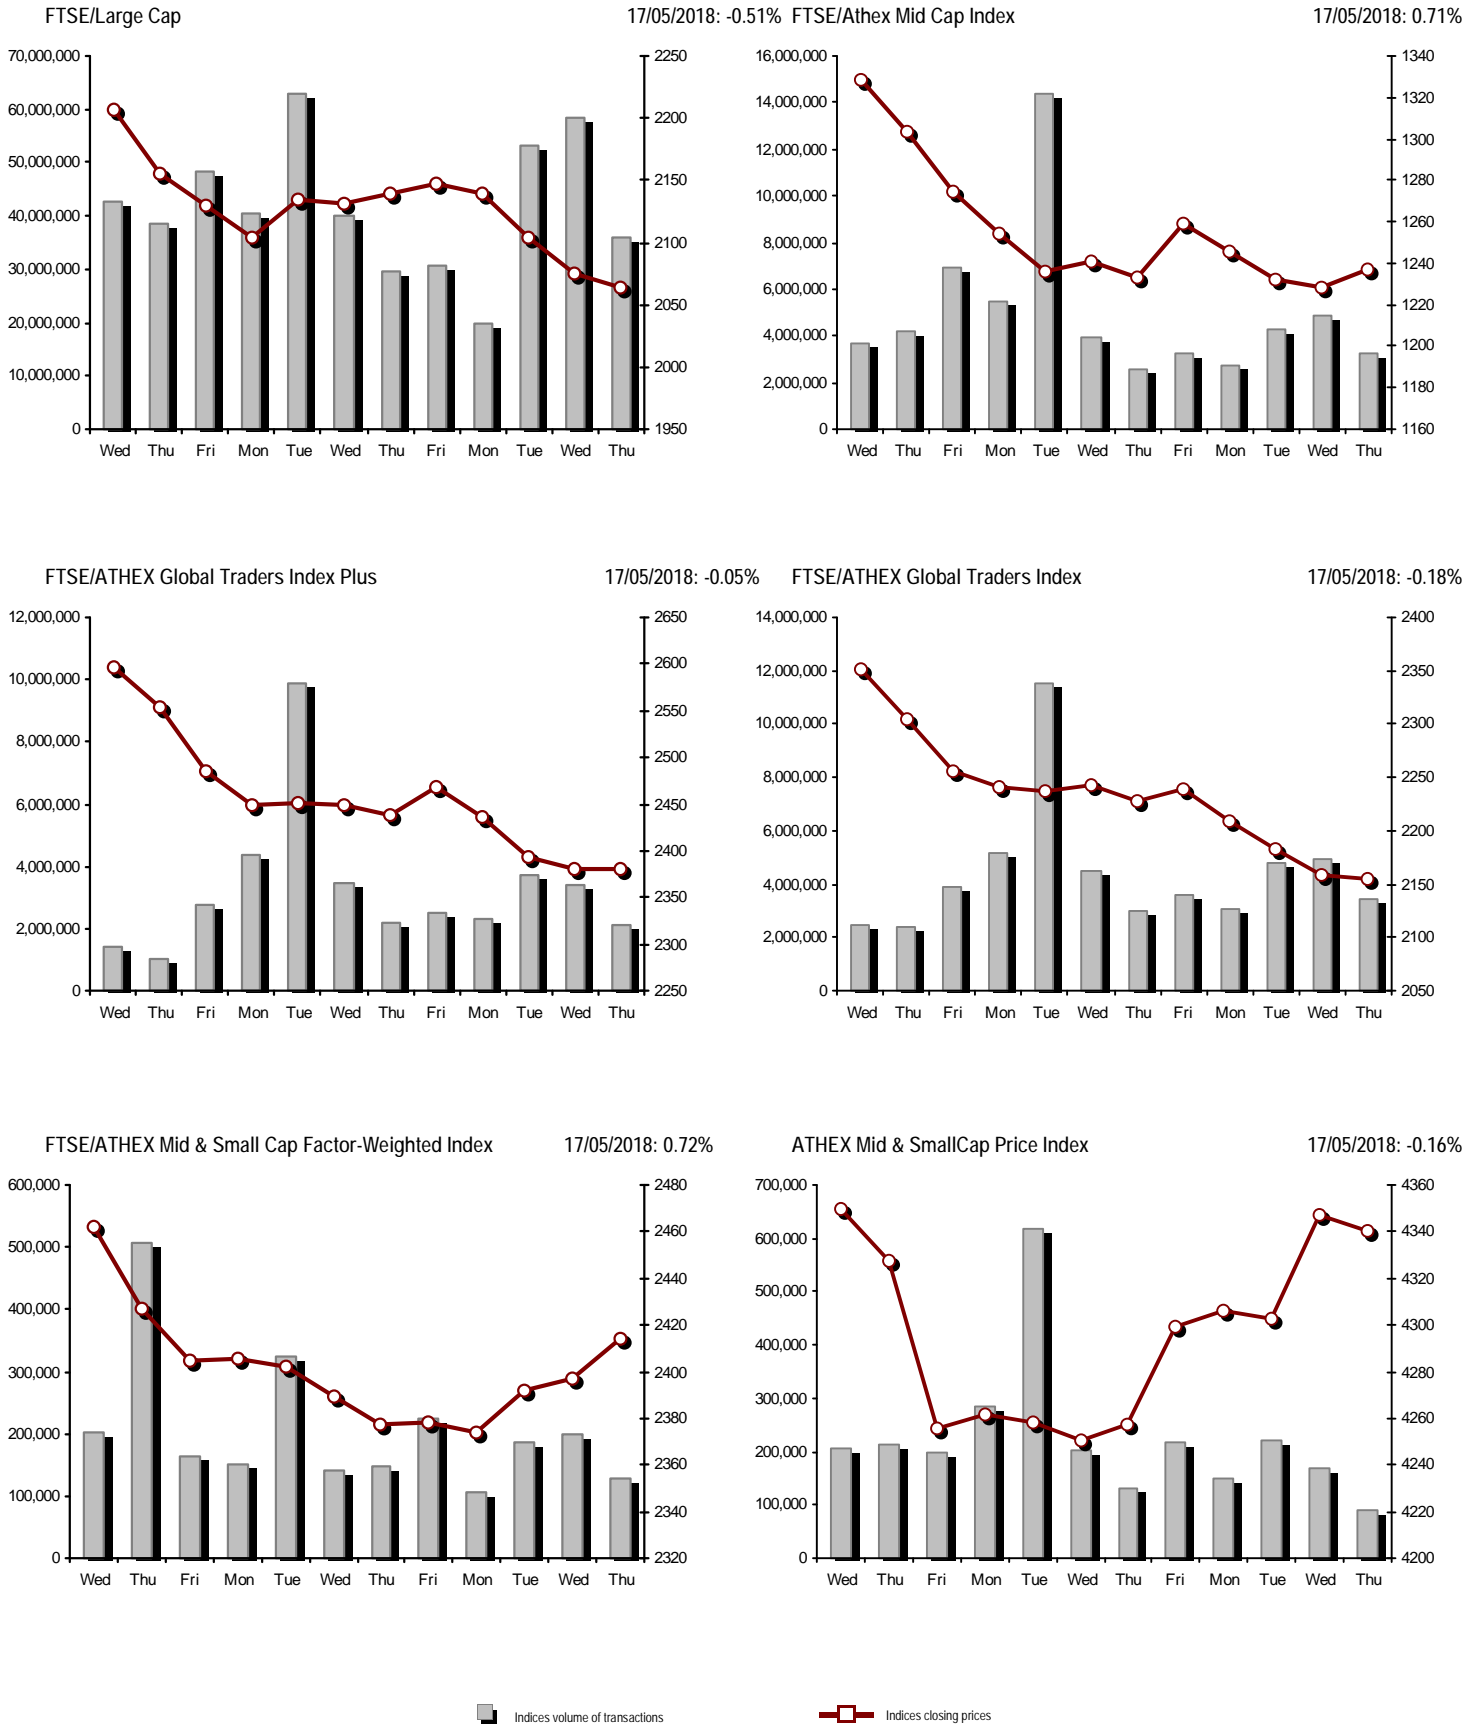 FTSE/Large Cap 17/05/2018: -0.51% FTSE/Athex Mid Cap Index 17/05/2018: 0.71%
70,000,000 2250 16,000,000 1340
60,000,000 2200 14,000,000 1320
50,000,000 2150 12,000,000 1300
40,000,000 2100 10,000,000 1280
30,000,000 2050 8,000,000 1260
20,000,000 2000 6,000,000 1240
10,000,000 1950 4,000,000 1220
0 2,000,000 1200
0 1180
1160
Wed Thu Fri Mon Tue Wed Thu Fri Mon Tue Wed Thu Wed Thu Fri Mon Tue Wed Thu Fri Mon Tue Wed Thu
FTSE/ATHEX Global Traders Index Plus 17/05/2018: -0.05% FTSE/ATHEX Global Traders Index 17/05/2018: -0.18%
12,000,000 2650 14,000,000 2400
10,000,000 2600 12,000,000 2350
8,000,000 2550 10,000,000 2300
6,000,000 2500 8,000,000 2250
4,000,000 2450 6,000,000 2200
2,000,000 2400 4,000,000 2150
0 2350 2,000,000 2100
2300 0 2050
2250
Wed Thu Fri Mon Tue Wed Thu Fri Mon Tue Wed Thu Wed Thu Fri Mon Tue Wed Thu Fri Mon Tue Wed Thu
FTSE/ATHEX Mid & Small Cap Factor-Weighted Index 17/05/2018: 0.72% ATHEX Mid & SmallCap Price Index 17/05/2018: -0.16%
600,000 2480 700,000 4360
500,000 2460 600,000 4340
400,000 2440 500,000 4320
300,000 2420 400,000 4300
200,000 2400 300,000 4280
100,000 2380 200,000 4260
0 2360 100,000 4240
2340 0 4220
2320 4200
Wed Thu Fri Mon Tue Wed Thu Fri Mon Tue Wed Thu Wed Thu Fri Mon Tue Wed Thu Fri Mon Tue Wed Thu
Indices volume of transactions Indices closing prices